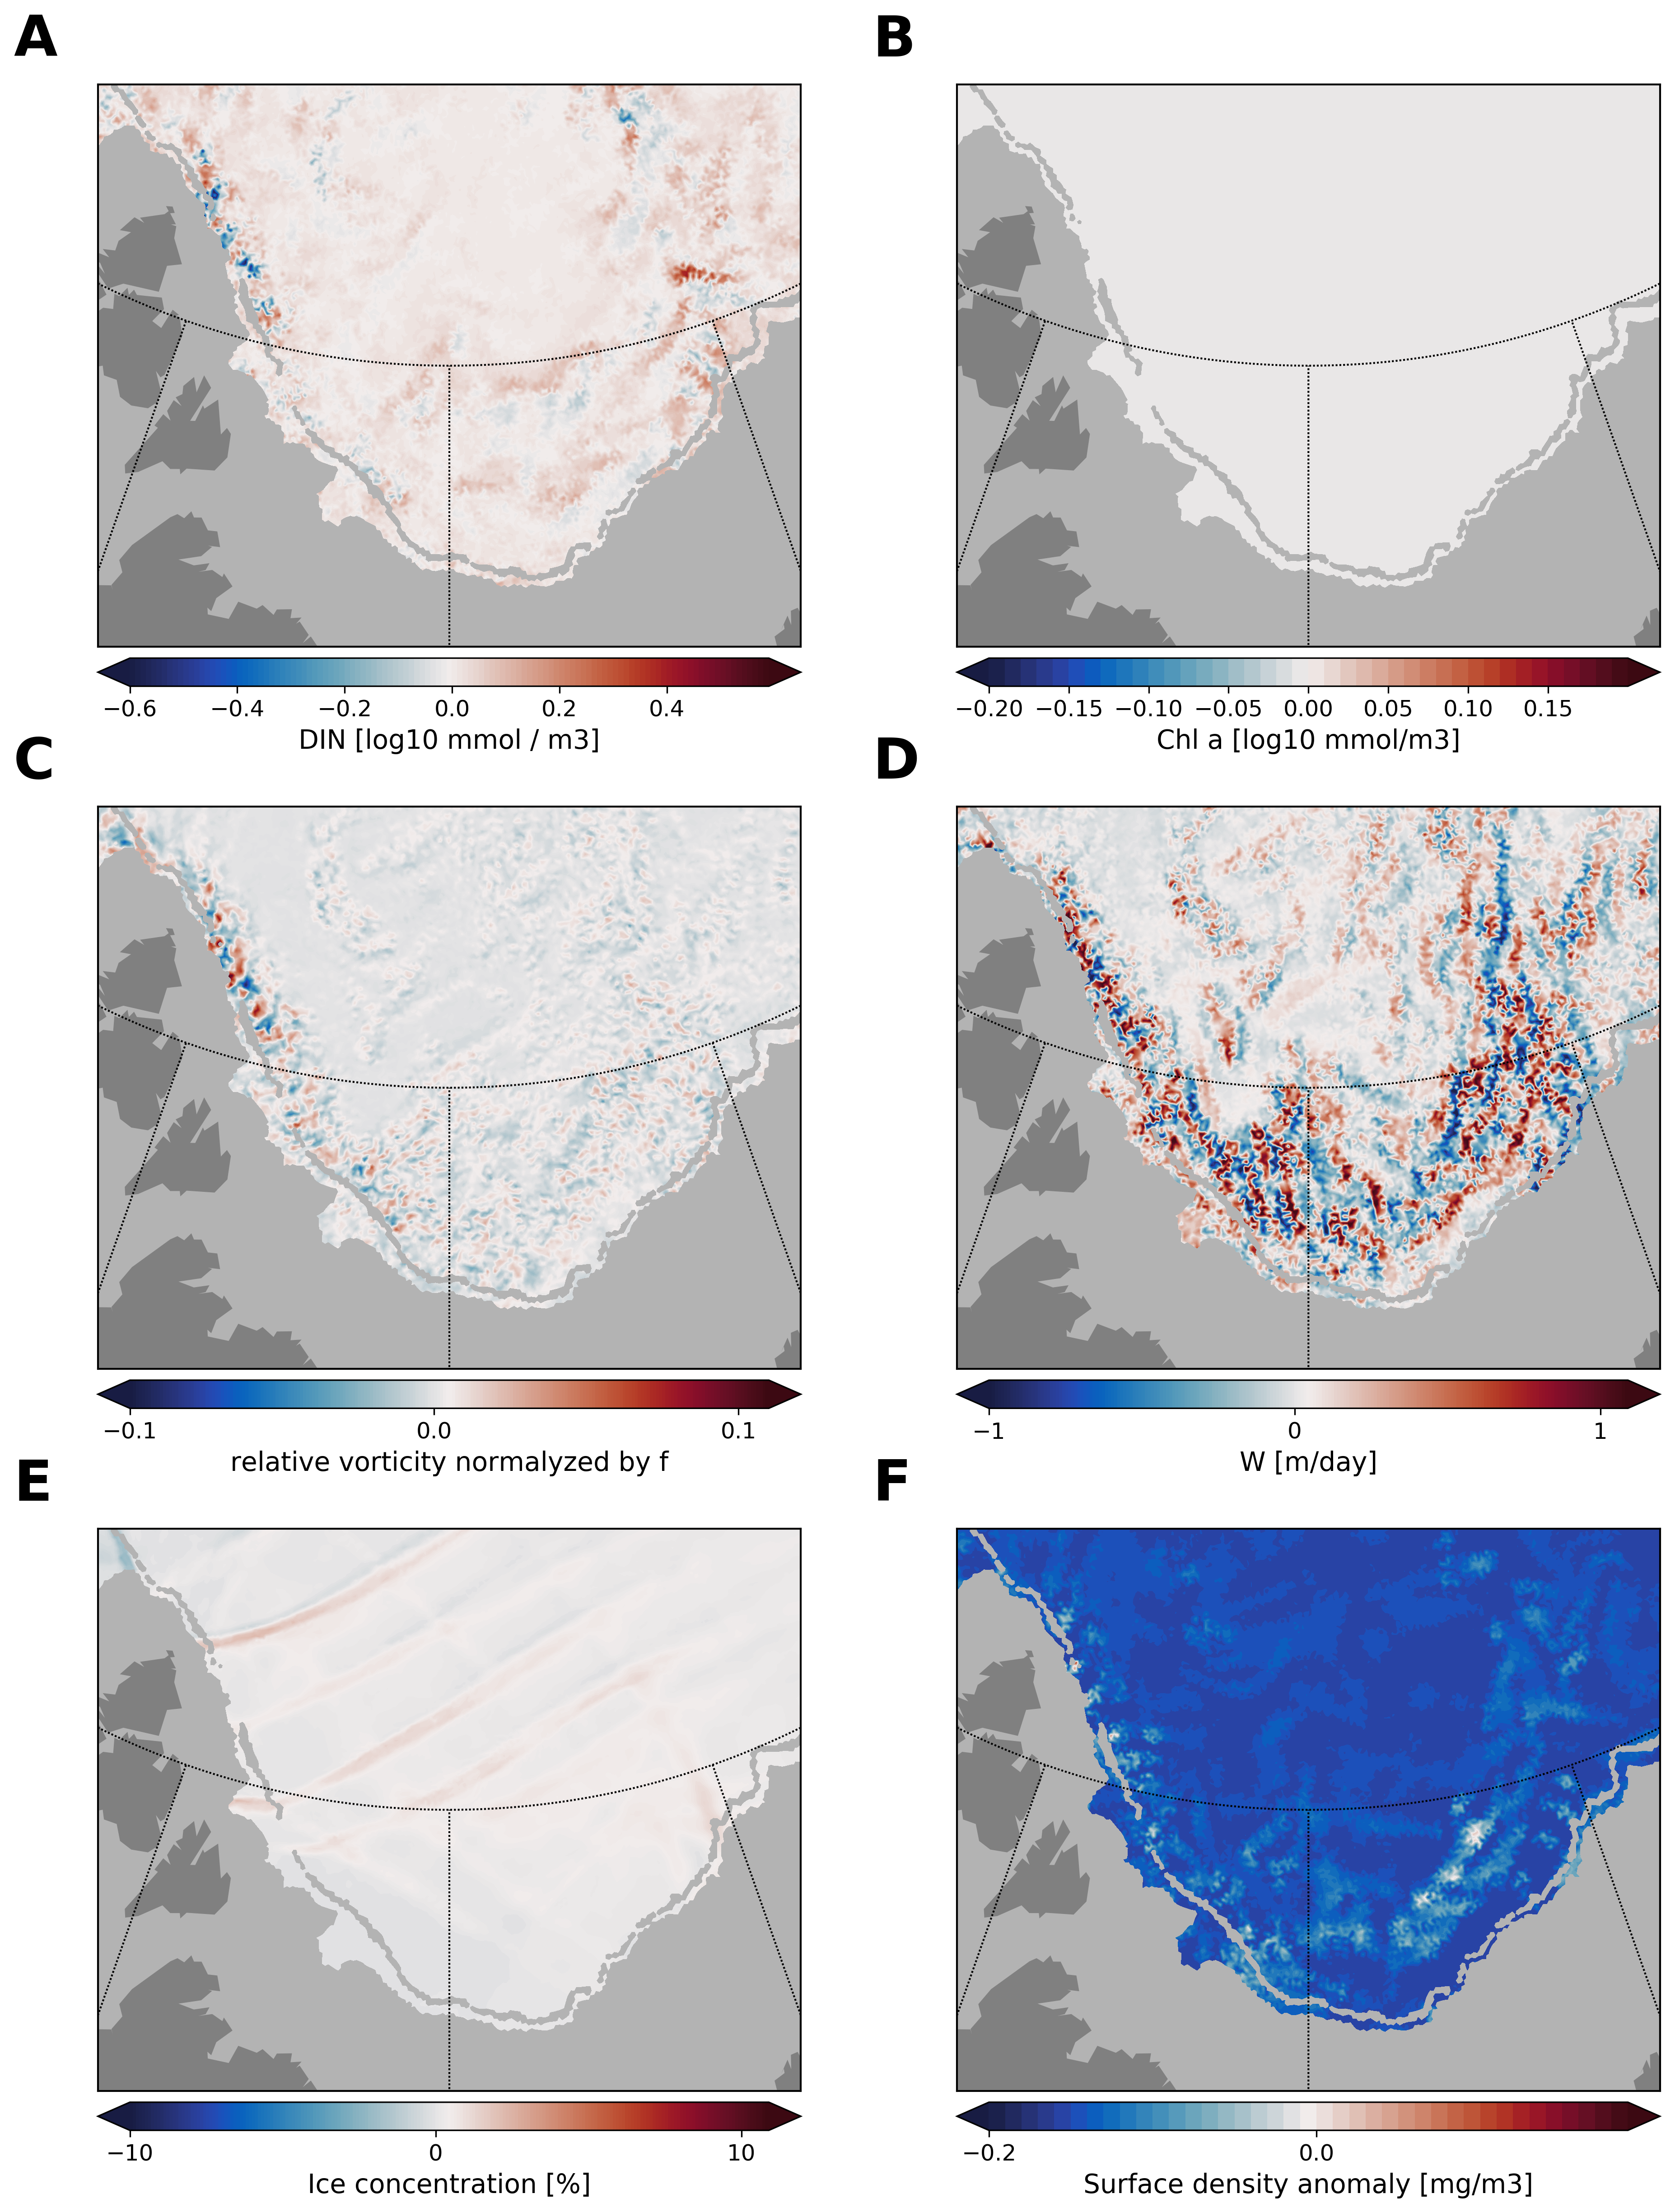 A
B
−0.6 −0.4 −0.2 0.0 0.2 0.4
DIN [log10 mmol / m3]
−0.20 −0.15 −0.10 −0.05 0.00 0.05 0.10 0.15
Chl a [log10 mmol/m3]
C
D
−0.1 0.0 0.1
relative vorticity normalyzed by f
−1 0 1
W [m/day]
E
F
−10 0 10
Ice concentration [%]
−0.2 0.0
Surface density anomaly [mg/m3]